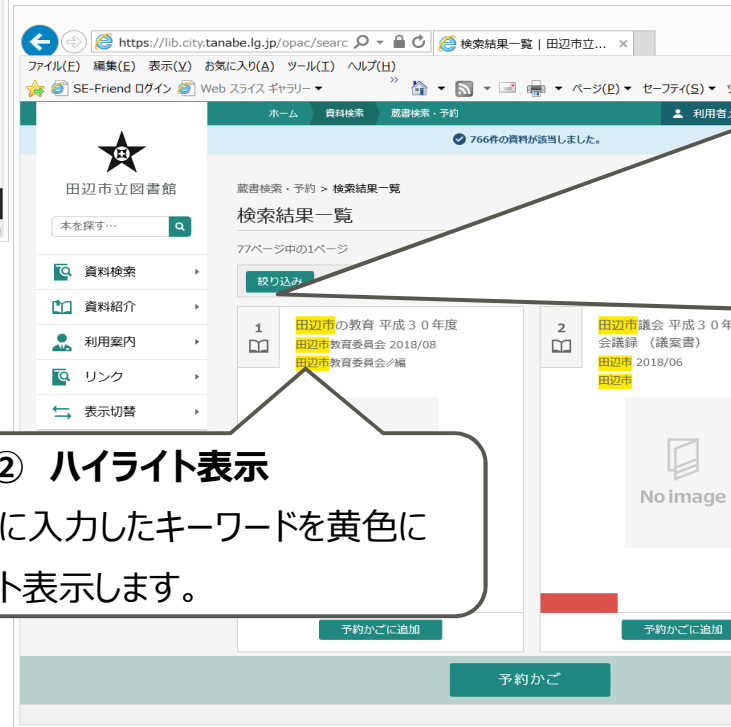 https://lib.city.tanabe.lg.jp/opac/searc
検索結果一覧 | 田辺市立... ×
ファイル(F) 編集(E) 表示(V) お気に入り(A) ツール(T) ヘルプ(H)
SE-Friend ログイン Web スライス ギャラリー ▼ » ページ(P) ▼ セーフティ(S) ▼
ホーム 資料検索 蔵書検索・予約 利用者
766件の資料が該当しました。
田辺市立図書館
本を探す…
資料検索
資料紹介
利用案内
リンク
表示切替
蔵書検索・予約 > 検索結果一覧
検索結果一覧
77ページ中の1ページ
絞り込み
1
田辺市の教育 平成３０年度
田辺市教育委員会 2018/08
田辺市教育委員会∥編
2
田辺市議会 平成３０年
会議録 （議案書）
田辺市 2018/06
田辺市
No image
② ハイライト表示
に入力したキーワードを黄色に
ト表示します。
予約かごに追加
予約かごに追加
予約かご